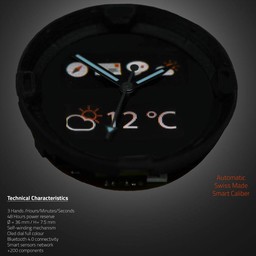 12°C
Automatic
Swiss Made
Smart Caliber
Technical Characteristics
3 Hands: Hours/Minutes/Seconds
48 Hours power reserve
Ø = 36 mm / H= 7.5 mm
Self-winding mechanism
Oled dial full colour
Bluetooth 4.0 connectivity
Smart sensors network
+200 components